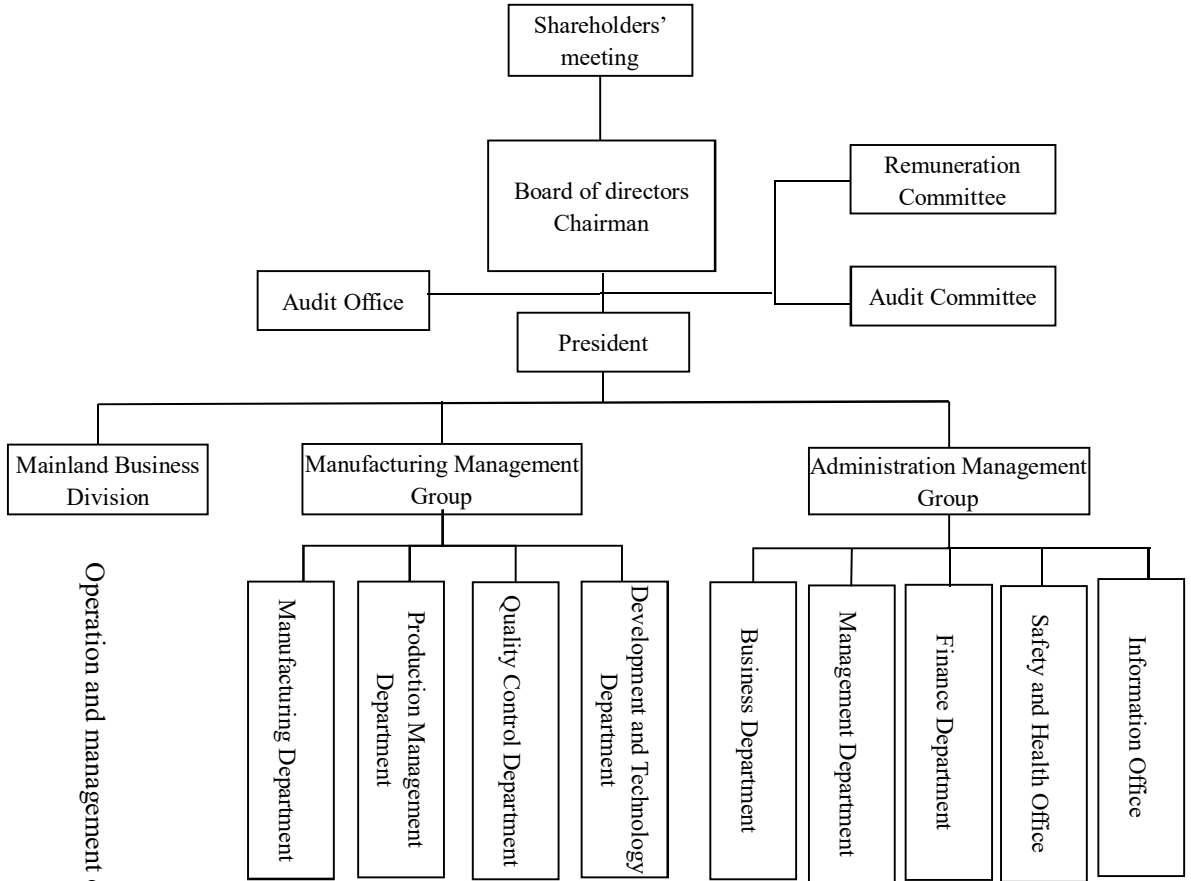 Shareholders'
meeting
Board of directors
Chairman
Remuneration
Committee
Audit Office
Audit Committee
President
Mainland Business
Division
Manufacturing Management
Group
Administration Management
Group
Operation and management
Manufacturing Department
Production Management
Department
Quality Control Department
Development and Technology
Department
Business Department
Management Department
Finance Department
Safety and Health Office
Information Office